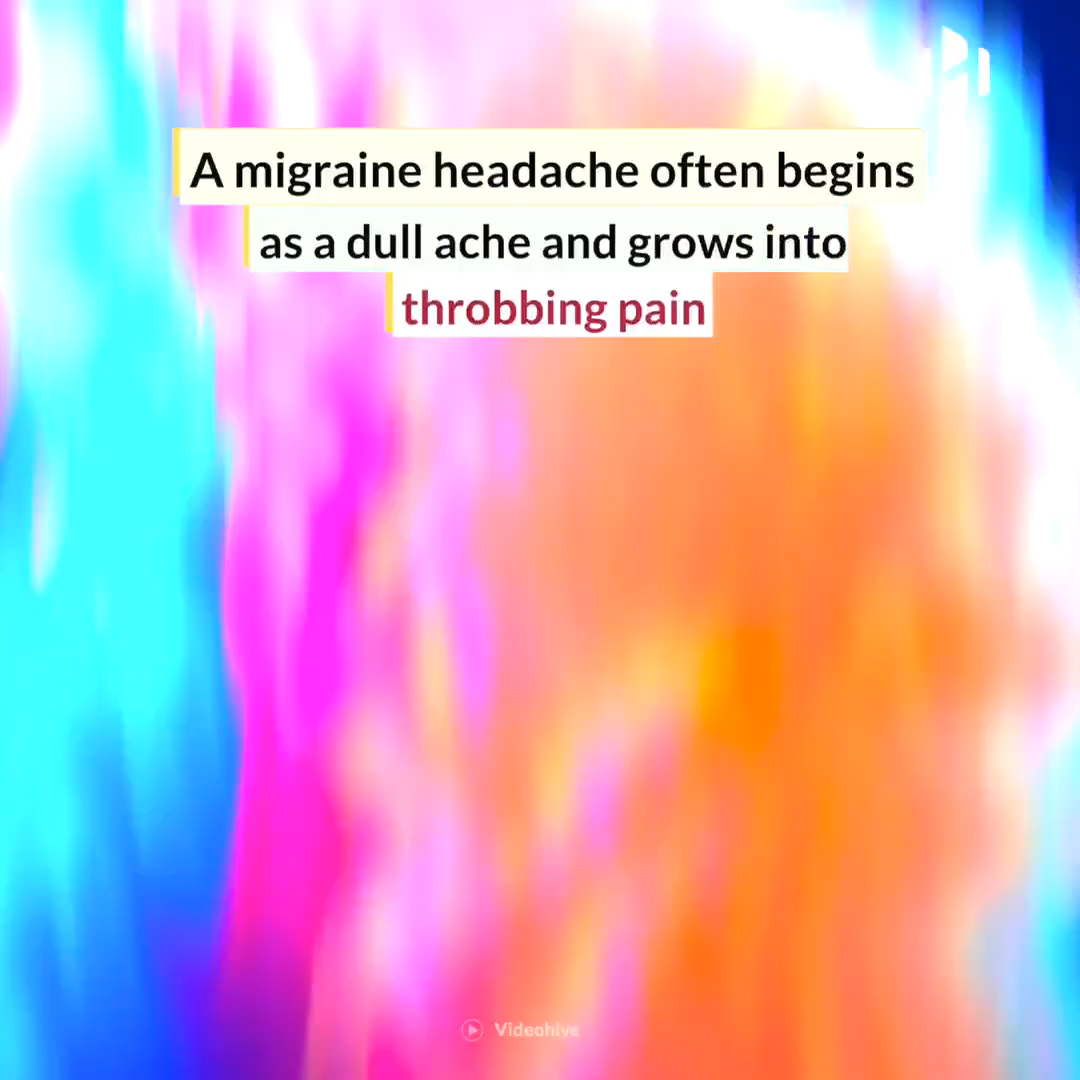 A migraine headache often begins
as a dull ache and grows into
throbbing pain
Videohive